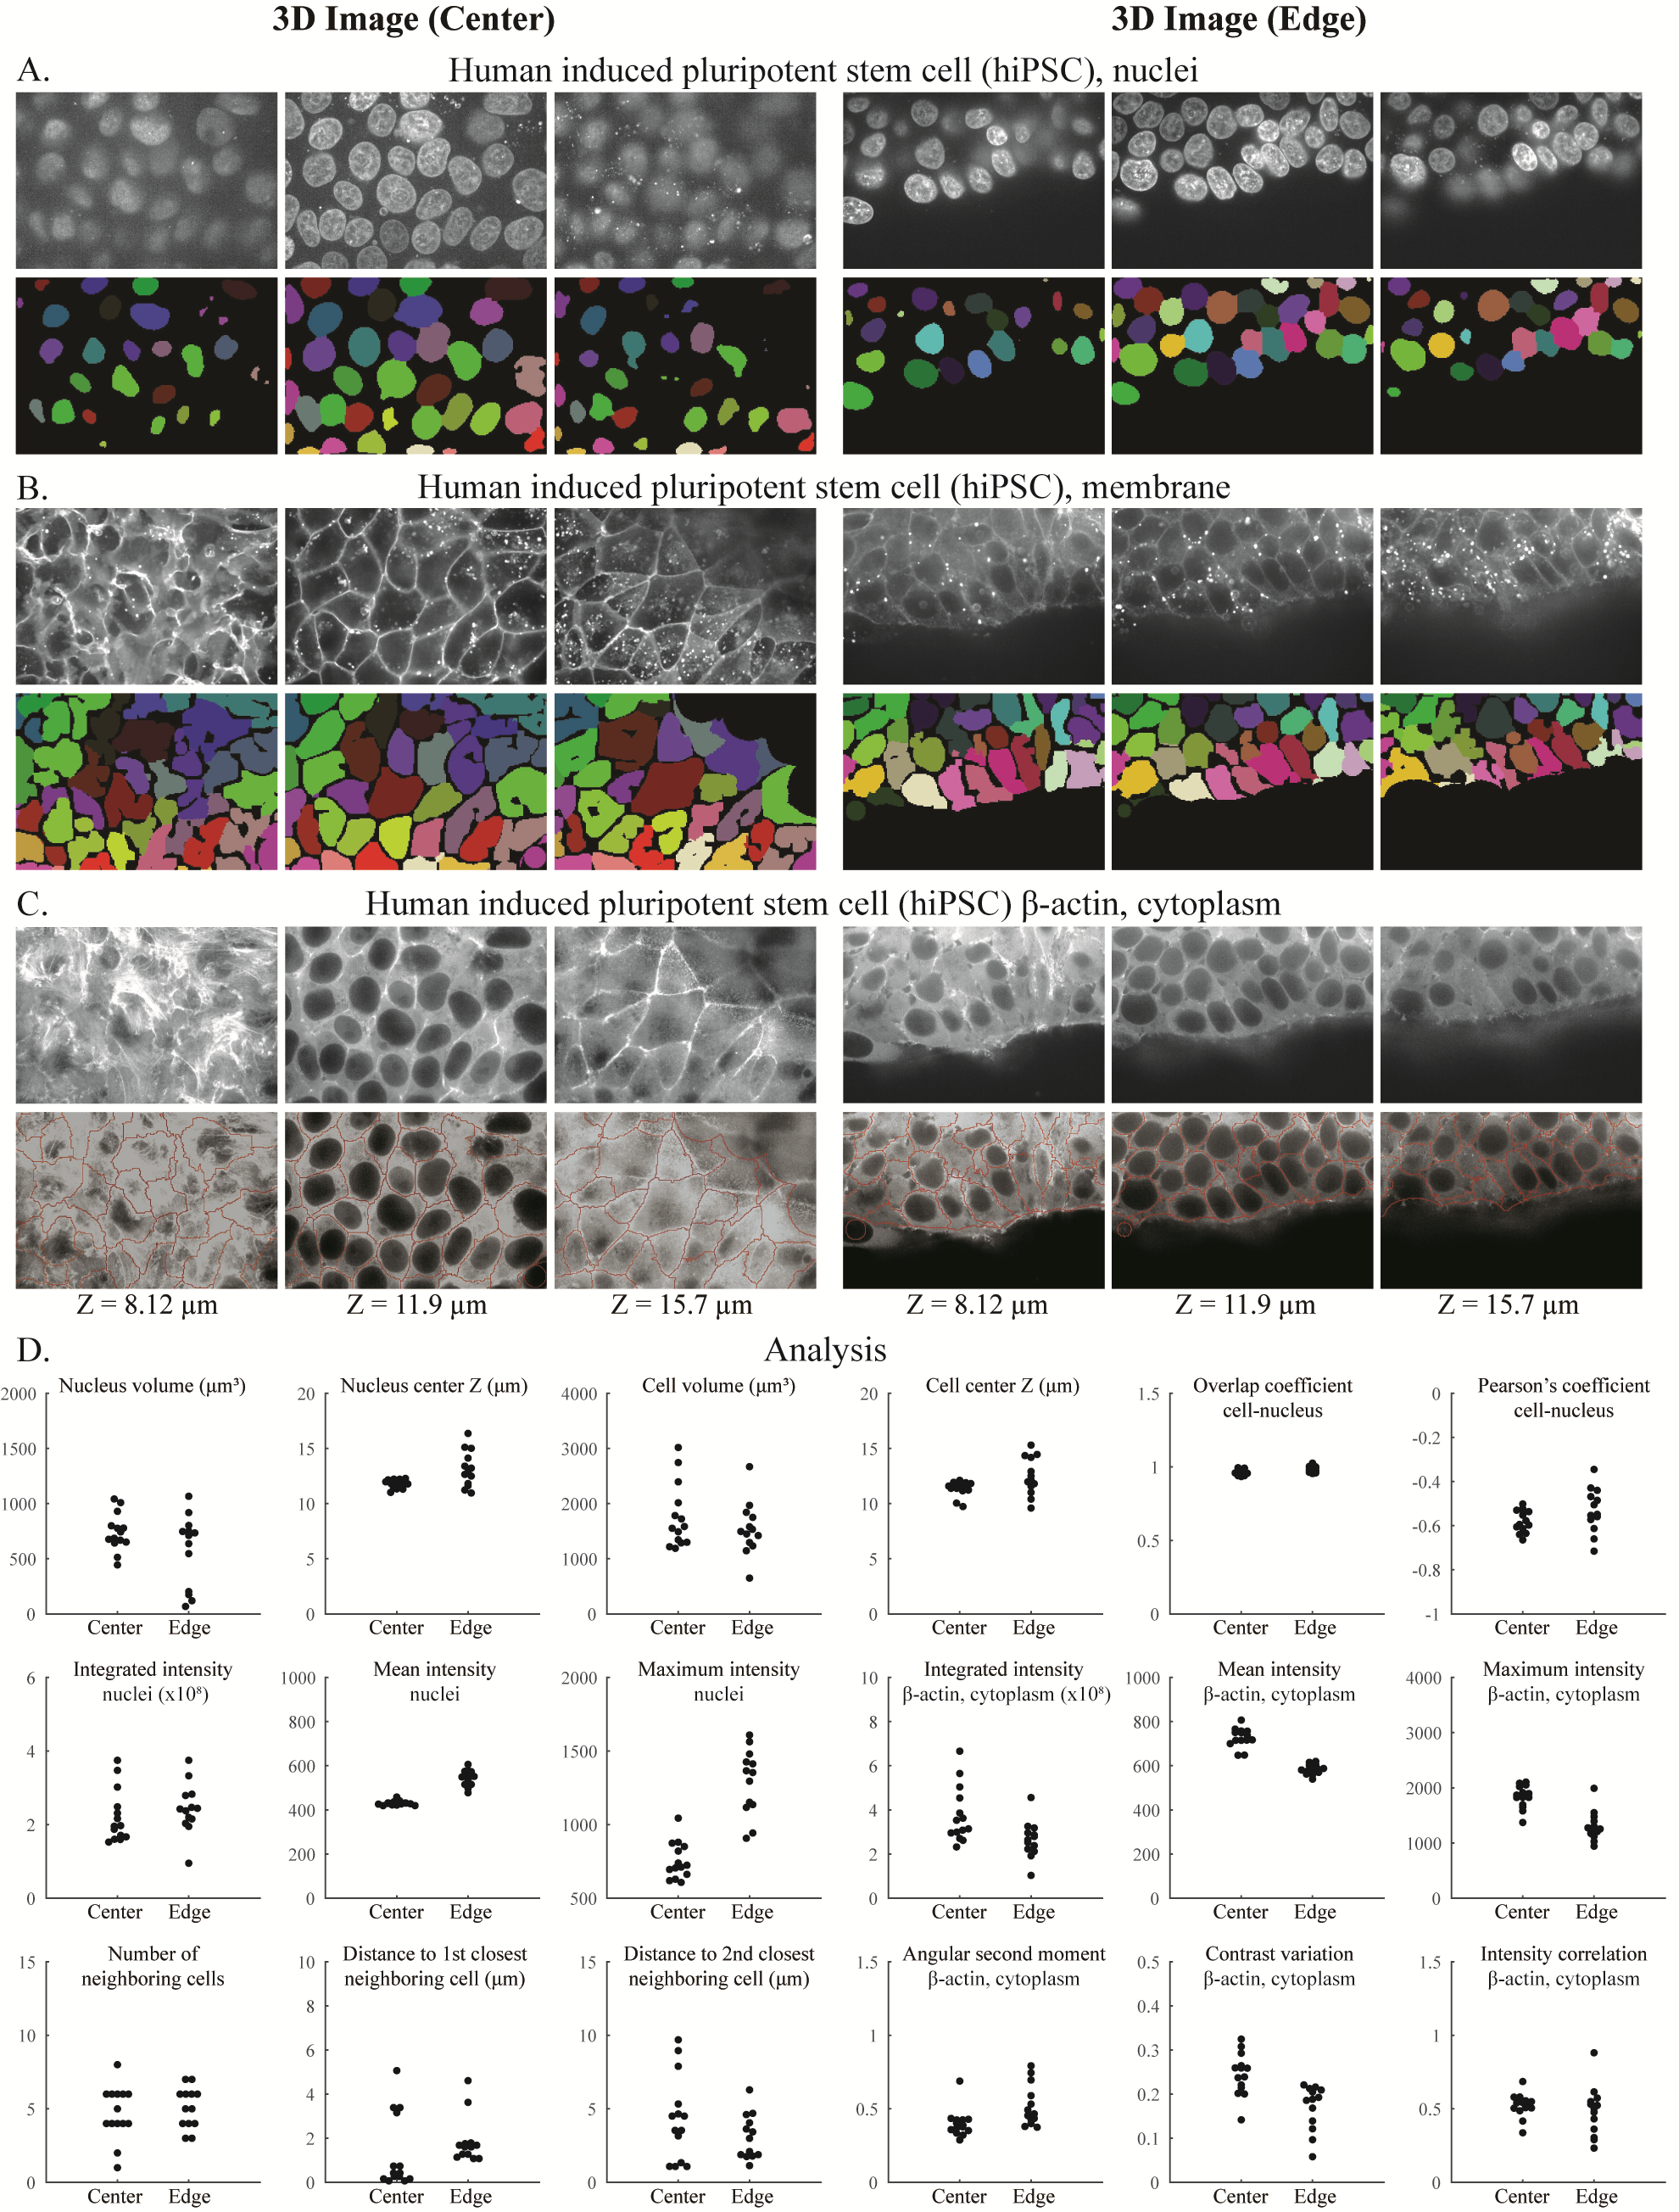 3D Image (Center) 3D Image (Edge)
A. Human induced pluripotent stem cell (hiPSC), nuclei
B. Human induced pluripotent stem cell (hiPSC), membrane
C. Human induced pluripotent stem cell (hiPSC) β-actin, cytoplasm
Z = 8.12 μm Z = 11.9 μm Z = 15.7 μm Z = 8.12 μm Z = 11.9 μm Z = 15.7 μm
D. Analysis
Nucleus volume (μm³)
2000
1500
1000
500
0
Center Edge
Nucleus center Z (μm)
20
15
10
5
0
Center Edge
Cell volume (μm³)
4000
3000
2000
1000
0
Center Edge
Cell center Z (μm)
20
15
10
5
0
Center Edge
Overlap coefficient
cell-nucleus
1.5
1
0.5
0
Center Edge
Pearson's coefficient
cell-nucleus
0
-0.2
-0.4
-0.6
-0.8
-1
Center Edge
Integrated intensity
nuclei (x10⁸)
6
4
2
0
Center Edge
Mean intensity
nuclei
1000
800
600
400
200
0
Center Edge
Maximum intensity
nuclei
2000
1500
1000
500
Center Edge
Integrated intensity
β-actin, cytoplasm (x10⁸)
10
8
6
4
2
0
Center Edge
Mean intensity
β-actin, cytoplasm
1000
800
600
400
200
0
Center Edge
Maximum intensity
β-actin, cytoplasm
4000
3000
2000
1000
0
Center Edge
Number of
neighboring cells
15
10
5
0
Center Edge
Distance to 1st closest
neighboring cell (μm)
10
8
6
4
2
0
Center Edge
Distance to 2nd closest
neighboring cell (μm)
15
10
5
0
Center Edge
Angular second moment
β-actin, cytoplasm
1.5
1
0.5
0
Center Edge
Contrast variation
β-actin, cytoplasm
0.5
0.4
0.3
0.2
0.1
0
Center Edge
Intensity correlation
β-actin, cytoplasm
1.5
1
0.5
0
Center Edge